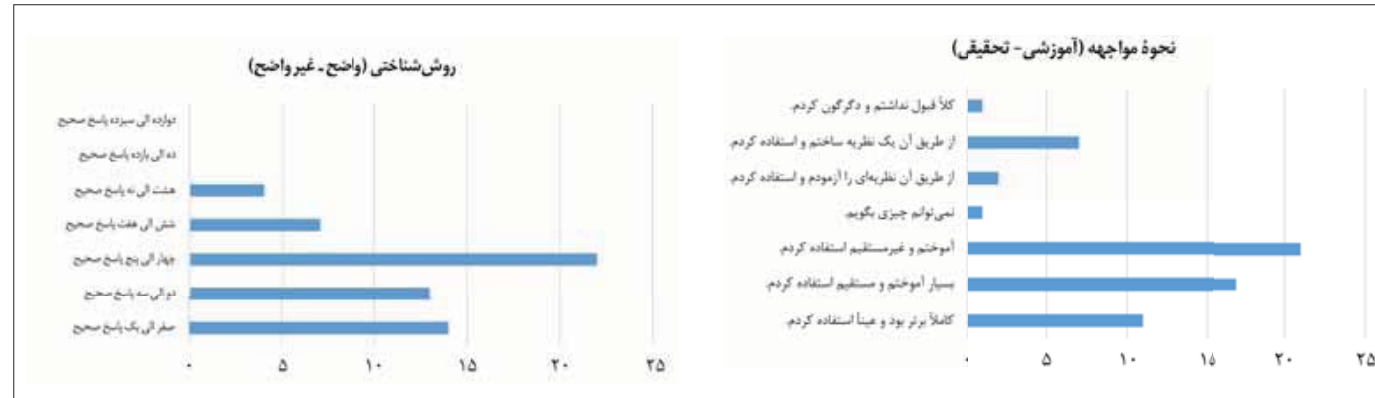 نحوهٔ مواجهه (آموزشی- تحقیقی)
کلاً قبول نداشتم و دگرگون کردم.
از طریق آن یک نظریه ساختم و استفاده کردم.
از طریق آن نظریه‌ای را آزمودم و استفاده کردم.
نمی‌توانم چیزی بگویم.
آموختم و غیرمستقیم استفاده کردم.
بسیار آموختم و مستقیم استفاده کردم.
کاملاً برتر بود و عیناً استفاده کردم.
۰ ۵ ۱۰ ۱۵ ۲۰ ۲۵
روش‌شناختی (واضح ـ غیر واضح)
دوازده الی سیزده پاسخ صحیح
ده الی یازده پاسخ صحیح
هشت الی نه پاسخ صحیح
شش الی هفت پاسخ صحیح
چهار الی پنج پاسخ صحیح
دو الی سه پاسخ صحیح
صفر الی یک پاسخ صحیح
۰ ۵ ۱۰ ۱۵ ۲۰ ۲۵